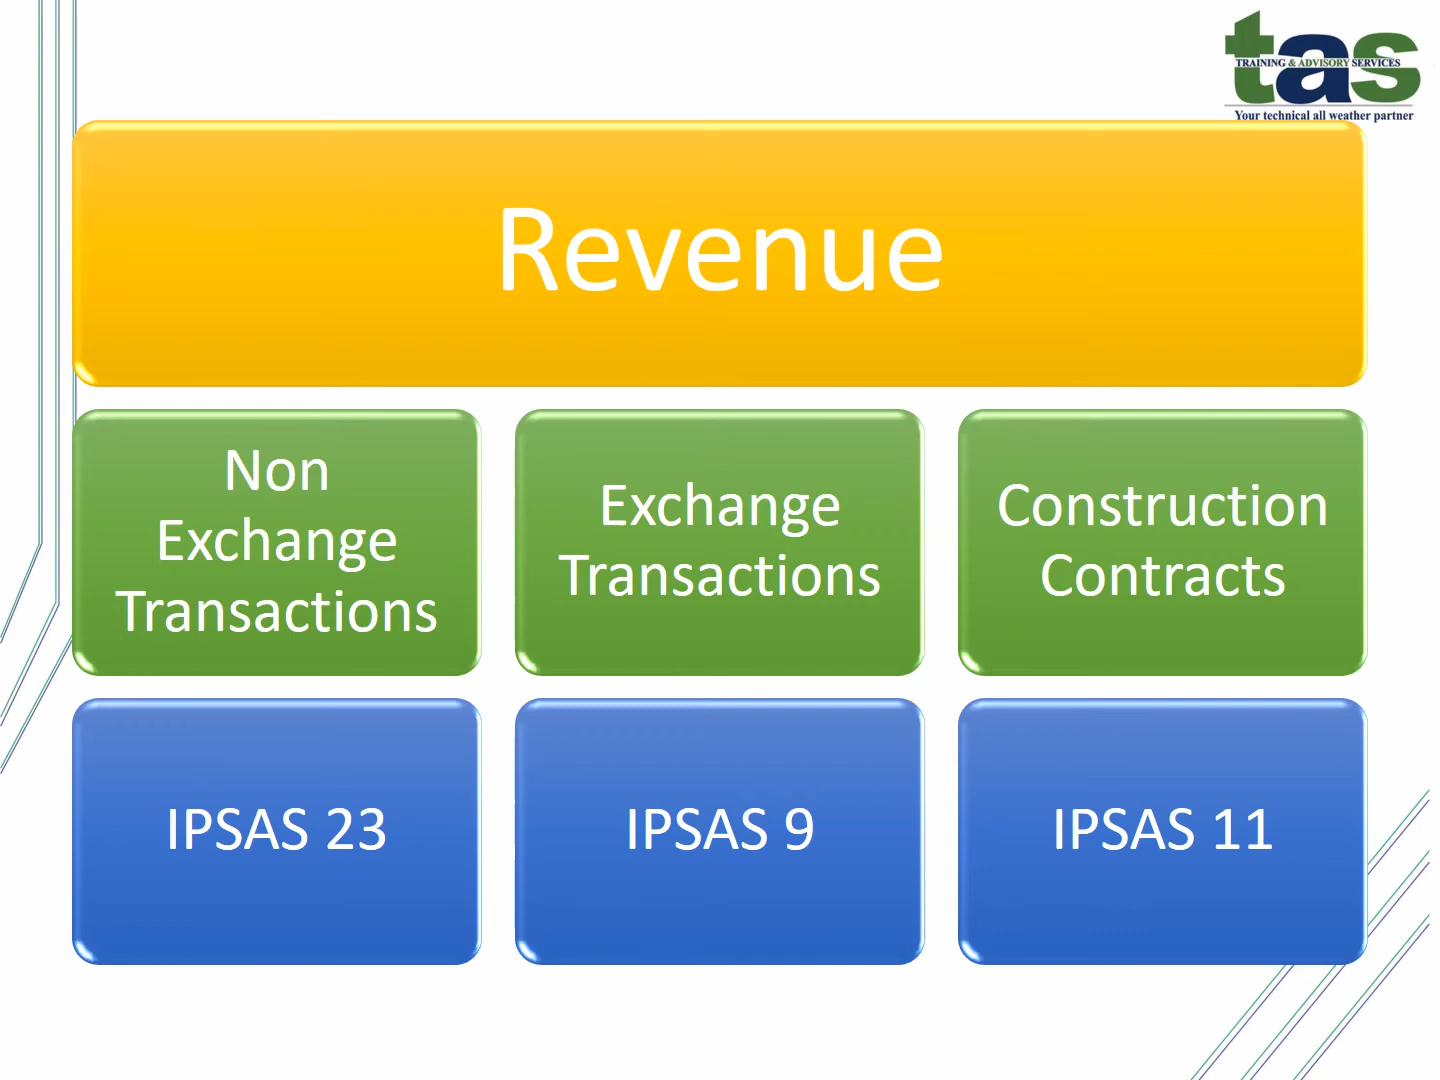 tas
TRAINING & ADVISORY SERVICES
Your technical all weather partner
Revenue
Non
Exchange
Transactions
Exchange
Transactions
Construction
Contracts
IPSAS 23
IPSAS 9
IPSAS 11